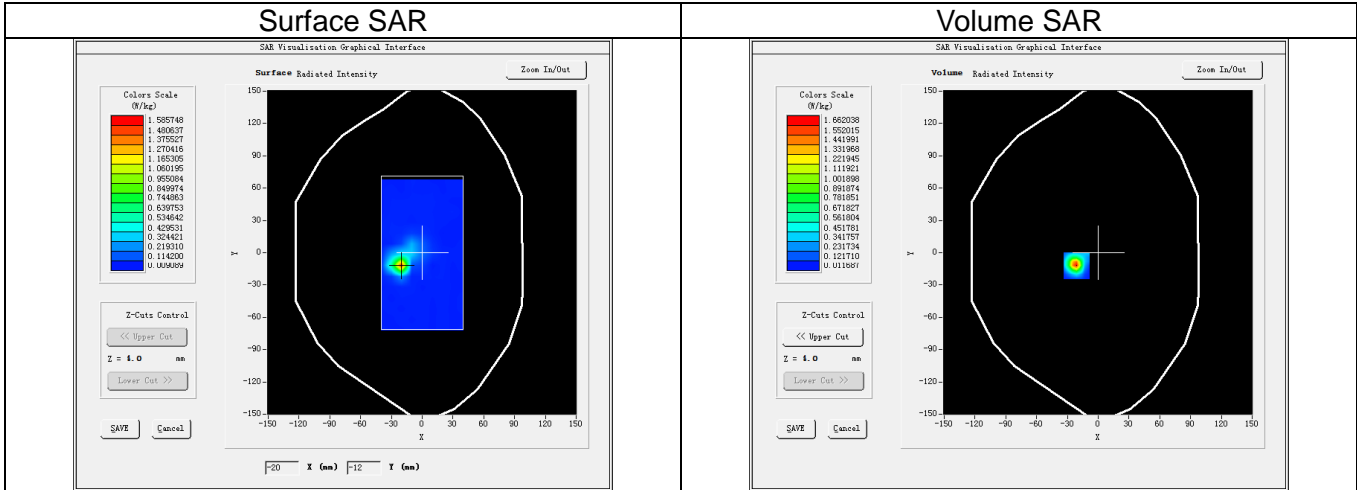 Surface SAR
Volume SAR
SAR Visualisation Graphical Interface
Surface Radiated Intensity
Zoom In/Out
Colors Scale
(W/kg)
1.585748
1.480637
1.375527
1.270416
1.165305
1.060195
0.955084
0.849974
0.744863
0.639753
0.534642
0.429531
0.324421
0.219310
0.114200
0.009089
Z-Cuts Control
<< Upper Cut
Z = 4.0 mm
Lower Cut >>
SAVE
Cancel
150
120
90
60
30
0
-30
-60
-90
-120
-150
Y
-150 -120 -90 -60 -30 0 30 60 90 120 150
X
-20 X (mm) -12 Y (mm)
SAR Visualisation Graphical Interface
Volume Radiated Intensity
Zoom In/Out
Colors Scale
(W/kg)
1.662038
1.552015
1.441991
1.331968
1.221945
1.111921
1.001898
0.891874
0.781851
0.671827
0.561804
0.451781
0.341757
0.231734
0.121710
0.011687
Z-Cuts Control
<< Upper Cut
Z = 4.0 mm
Lower Cut >>
SAVE
Cancel
150
120
90
60
30
0
-30
-60
-90
-120
-150
Y
-150 -120 -90 -60 -30 0 30 60 90 120 150
X